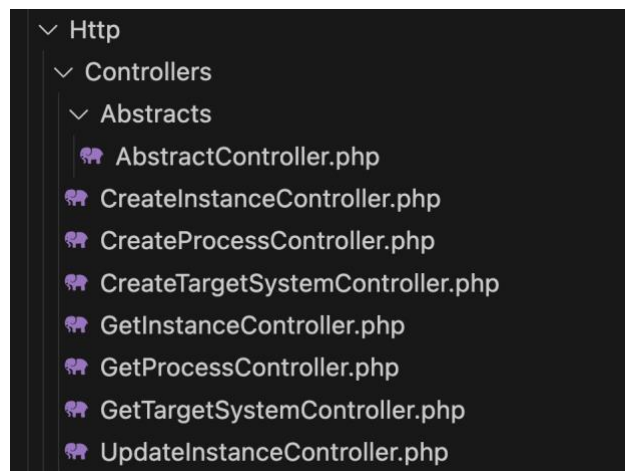 Http
Controllers
Abstracts
AbstractController.php
CreateInstanceController.php
CreateProcessController.php
CreateTargetSystemController.php
GetInstanceController.php
GetProcessController.php
GetTargetSystemController.php
UpdateInstanceController.php